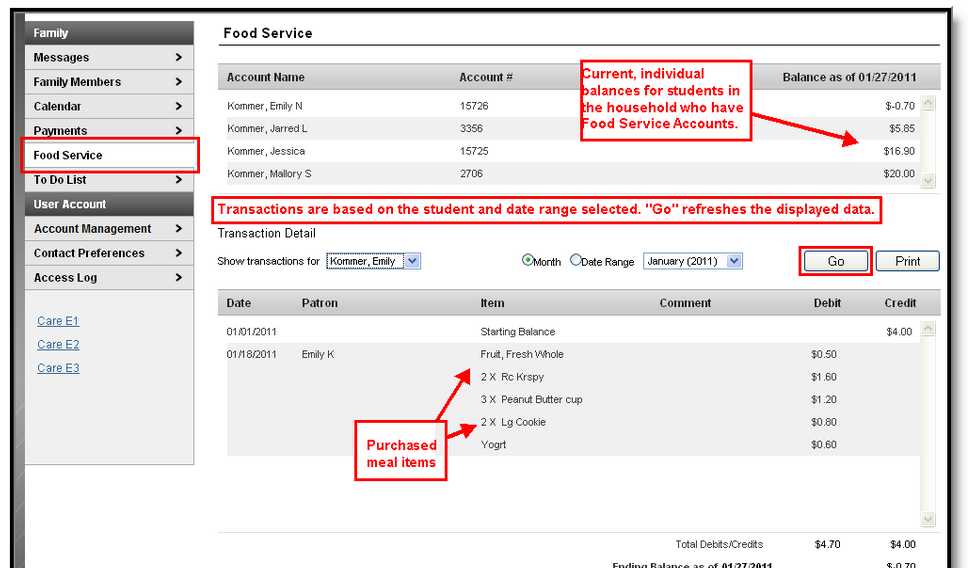 Family
Messages
Family Members
Calendar
Payments
Food Service
To Do List
User Account
Account Management
Contact Preferences
Access Log
Care E1
Care E2
Care E3
Food Service
Account Name Account # Balance as of 01/27/2011
Kommer, Emily N 15726 $-0.70
Kommer, Jarred L 3356 $5.85
Kommer, Jessica 15725 $16.90
Kommer, Mallory S 2706 $20.00
Current, individual
balances for students in
the household who have
Food Service Accounts.
Transactions are based on the student and date range selected. "Go" refreshes the displayed data.
Transaction Detail
Show transactions for Kommer, Emily Month Date Range January (2011) Go Print
Date Patron Item Comment Debit Credit
01/01/2011 Starting Balance $4.00
01/18/2011 Emily K Fruit, Fresh Whole $0.50
2 X Rc Krspy $1.60
3 X Peanut Butter cup $1.20
2 X Lg Cookie $0.80
Yogrt $0.60
Purchased
meal items
Total Debits/Credits $4.70 $4.00
Ending Balance as of 01/27/2011 $-0.70